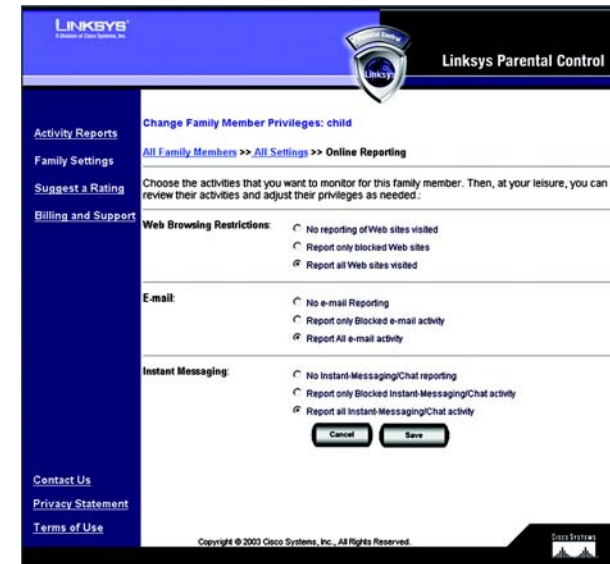 LINKSYS®
A Division of Cisco Systems, Inc.
Parental Control
Linksys
Linksys Parental Control
Activity Reports
Family Settings
Suggest a Rating
Billing and Support
Change Family Member Privileges: child
All Family Members >> All Settings >> Online Reporting
Choose the activities that you want to monitor for this family member. Then, at your leisure, you can
review their activities and adjust their privileges as needed.:
Web Browsing Restrictions:
No reporting of Web sites visited
Report only blocked Web sites
Report all Web sites visited
E-mail:
No e-mail Reporting
Report only Blocked e-mail activity
Report All e-mail activity
Instant Messaging:
No Instant-Messaging/Chat reporting
Report only Blocked Instant-Messaging/Chat activity
Report all Instant-Messaging/Chat activity
Cancel Save
Contact Us
Privacy Statement
Terms of Use
Copyright © 2003 Cisco Systems, Inc., All Rights Reserved.
CISCO SYSTEMS